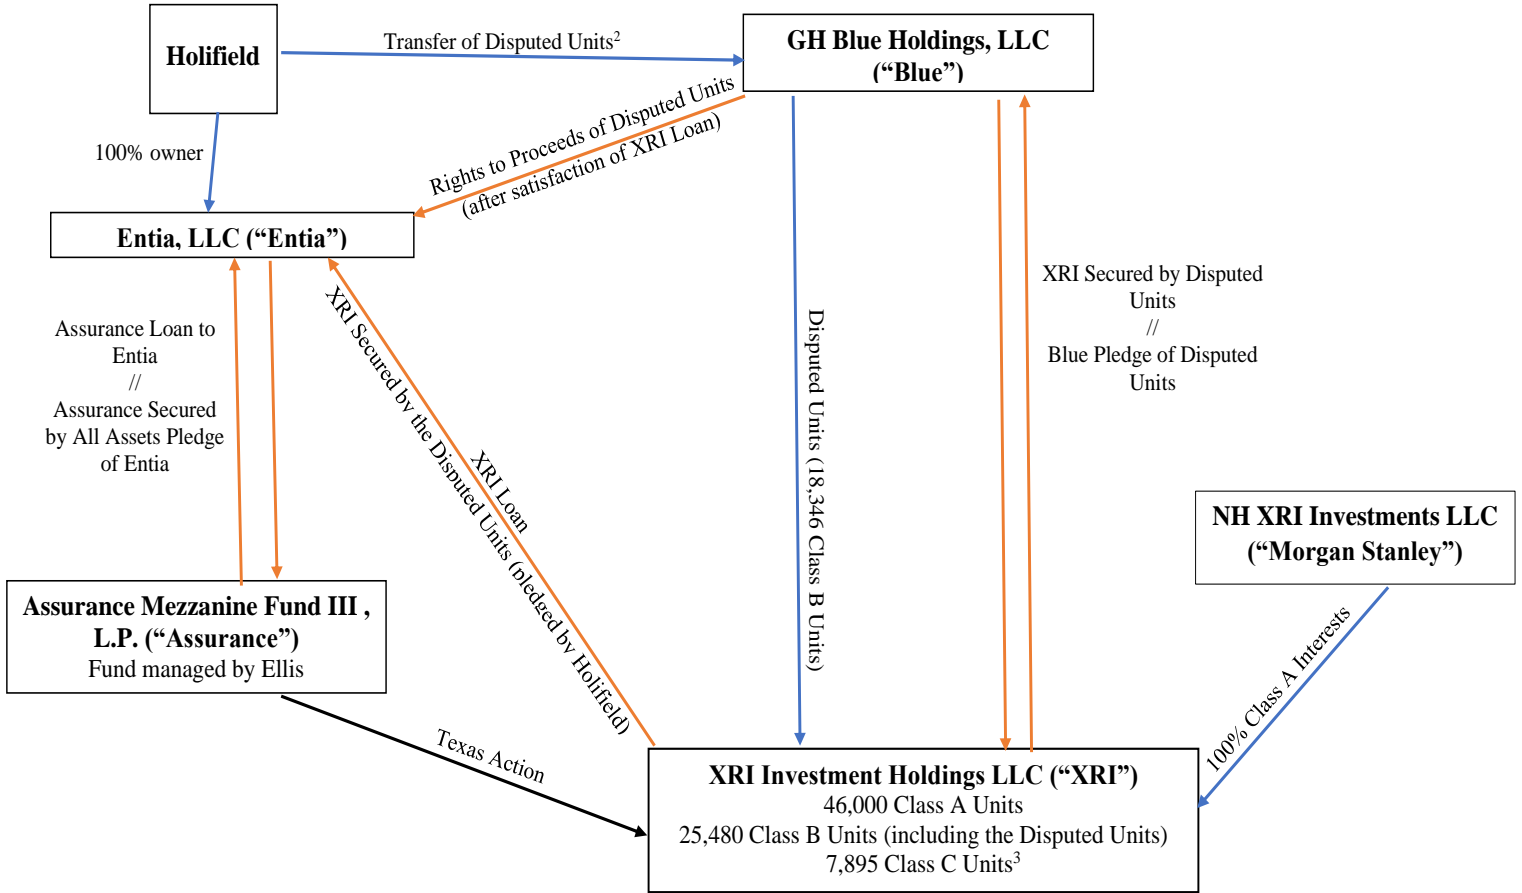 Holifield
Transfer of Disputed Units²
GH Blue Holdings, LLC
(“Blue”)
100% owner
Rights to Proceeds of Disputed Units
(after satisfaction of XRI Loan)
Entia, LLC (“Entia”)
XRI Secured by Disputed
Units
//
Blue Pledge of Disputed
Units
Assurance Loan to
Entia
//
Assurance Secured
by All Assets Pledge
of Entia
XRI Loan
XRI Secured by the Disputed Units (pledged by Holifield)
Disputed Units (18,346 Class B Units)
NH XRI Investments LLC
(“Morgan Stanley”)
100% Class A Interests
Assurance Mezzanine Fund III ,
L.P. (“Assurance”)
Fund managed by Ellis
Texas Action
XRI Investment Holdings LLC (“XRI”)
46,000 Class A Units
25,480 Class B Units (including the Disputed Units)
7,895 Class C Units³